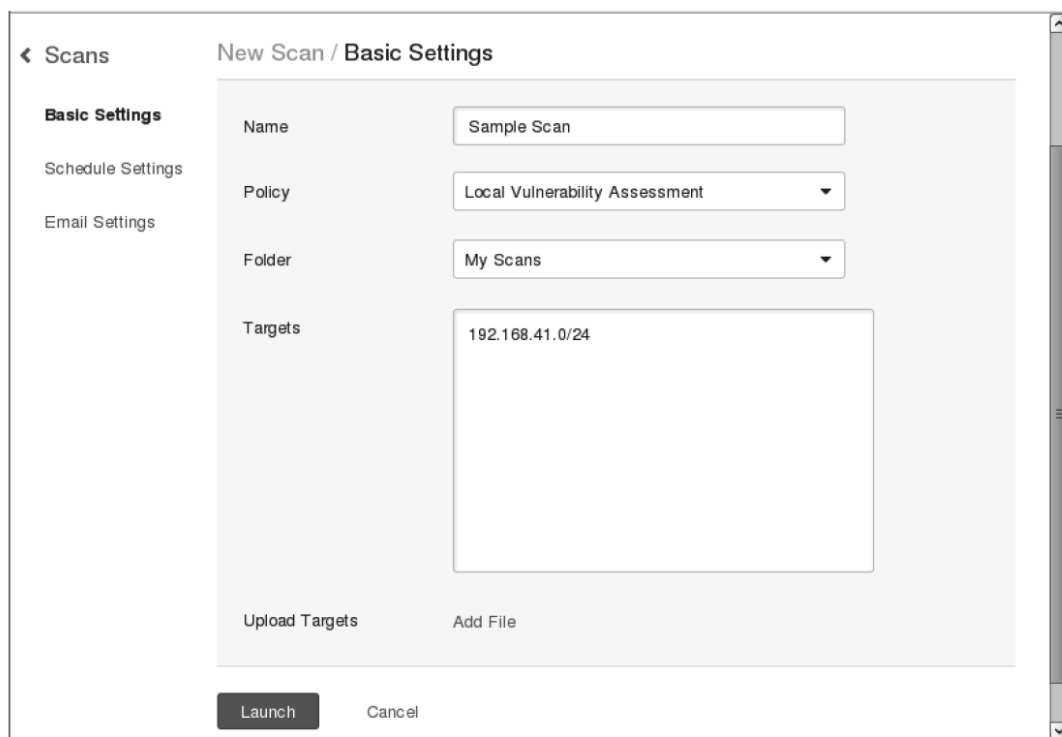 Scans
New Scan / Basic Settings
Basic Settings
Schedule Settings
Email Settings
Name
Sample Scan
Policy
Local Vulnerability Assessment
Folder
My Scans
Targets
192.168.41.0/24
Upload Targets
Add File
Launch
Cancel